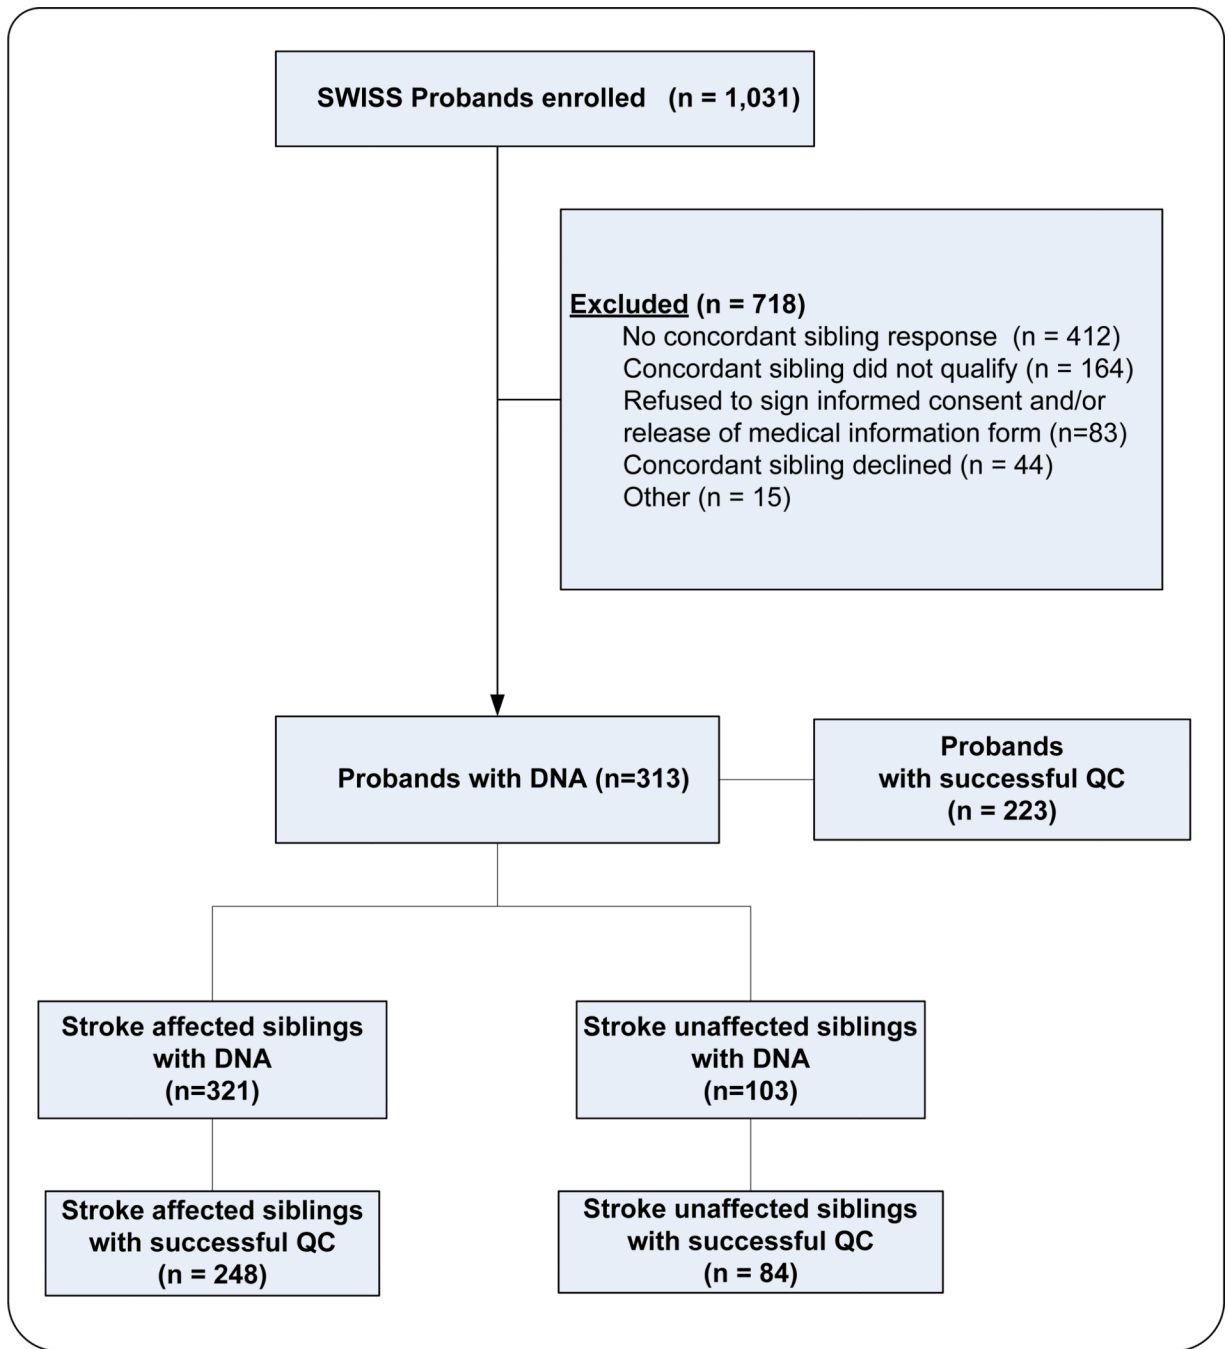 SWISS Probands enrolled (n = 1,031)
Excluded (n = 718)
No concordant sibling response (n = 412)
Concordant sibling did not qualify (n = 164)
Refused to sign informed consent and/or
release of medical information form (n=83)
Concordant sibling declined (n = 44)
Other (n = 15)
Probands with DNA (n=313)
Probands
with successful QC
(n = 223)
Stroke affected siblings
with DNA
(n=321)
Stroke unaffected siblings
with DNA
(n=103)
Stroke affected siblings
with successful QC
(n = 248)
Stroke unaffected siblings
with successful QC
(n = 84)